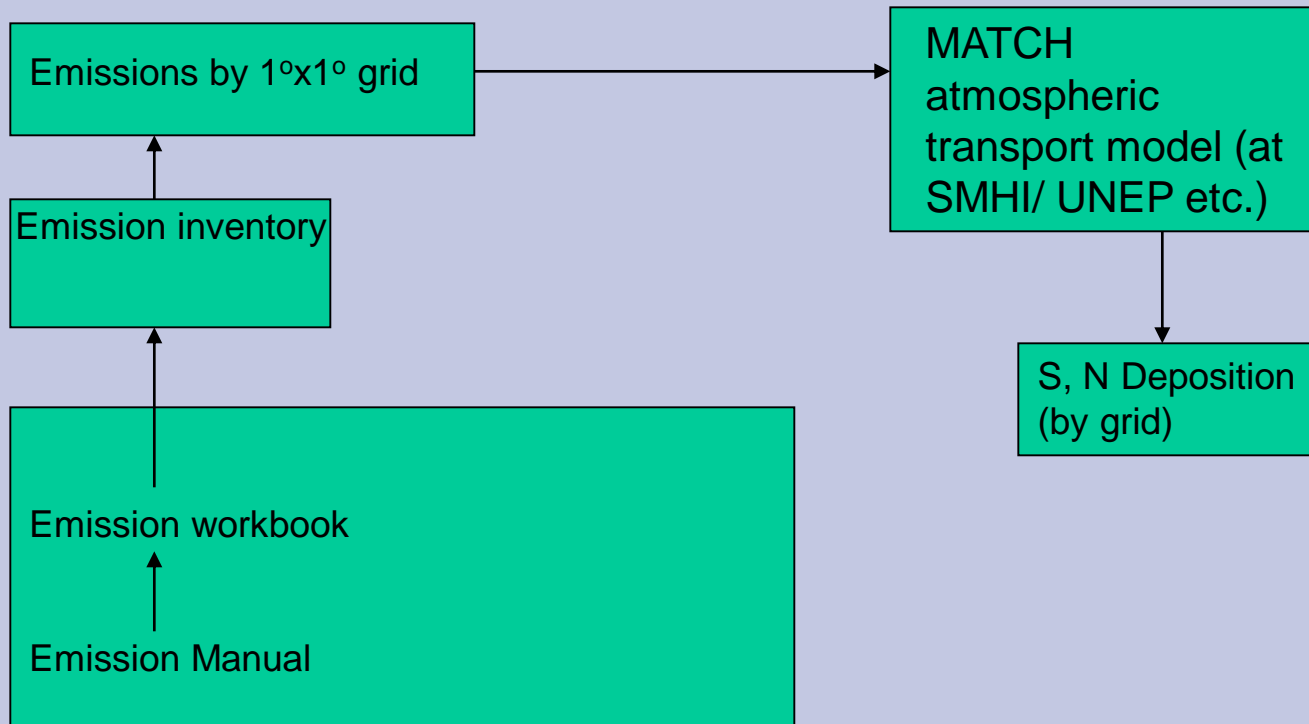 Emissions by 1ºx1º grid
MATCH
atmospheric
transport model (at
SMHI/ UNEP etc.)
Emission inventory
S, N Deposition
(by grid)
Emission workbook
Emission Manual